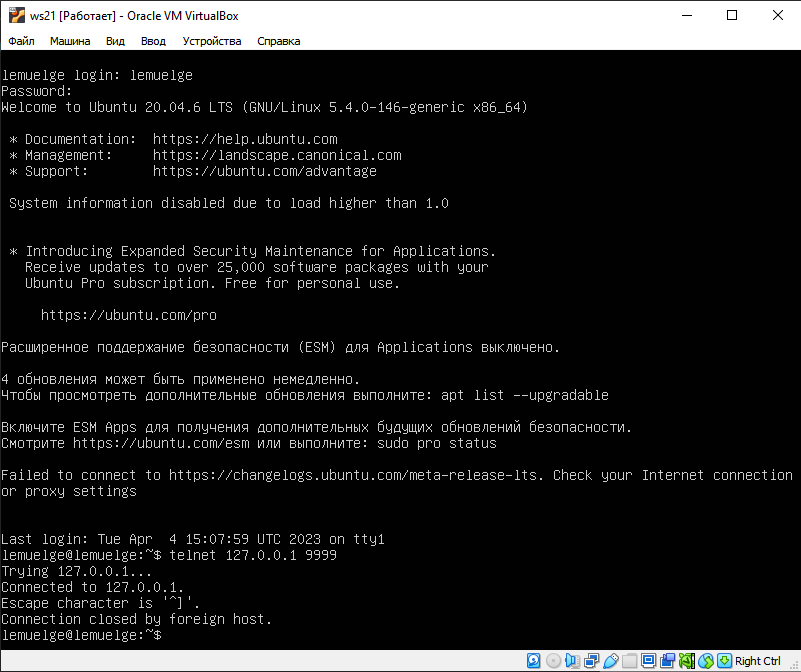 ws21 [Работает] - Oracle VM VirtualBox
Файл Машина Вид Ввод Устройства Справка
lemuelge login: lemuelge
Password:
Welcome to Ubuntu 20.04.6 LTS (GNU/Linux 5.4.0-146-generic x86_64)
* Documentation: https://help.ubuntu.com
* Management: https://landscape.canonical.com
* Support: https://ubuntu.com/advantage
System information disabled due to load higher than 1.0
* Introducing Expanded Security Maintenance for Applications.
Receive updates to over 25,000 software packages with your
Ubuntu Pro subscription. Free for personal use.
https://ubuntu.com/pro
Расширенное поддержание безопасности (ESM) для Applications выключено.
4 обновления может быть применено немедленно.
Чтобы просмотреть дополнительные обновления выполните: apt list --upgradable
Включите ESM Apps для получения дополнительных будущих обновлений безопасности.
Смотрите https://ubuntu.com/esm или выполните: sudo pro status
Failed to connect to https://changelogs.ubuntu.com/meta-release-lts. Check your Internet connection
or proxy settings
Last login: Tue Apr  4 15:07:59 UTC 2023 on tty1
lemuelge@lemuelge:~$ telnet 127.0.0.1 9999
Trying 127.0.0.1...
Connected to 127.0.0.1.
Escape character is '^]'.
Connection closed by foreign host.
lemuelge@lemuelge:~$
Right Ctrl